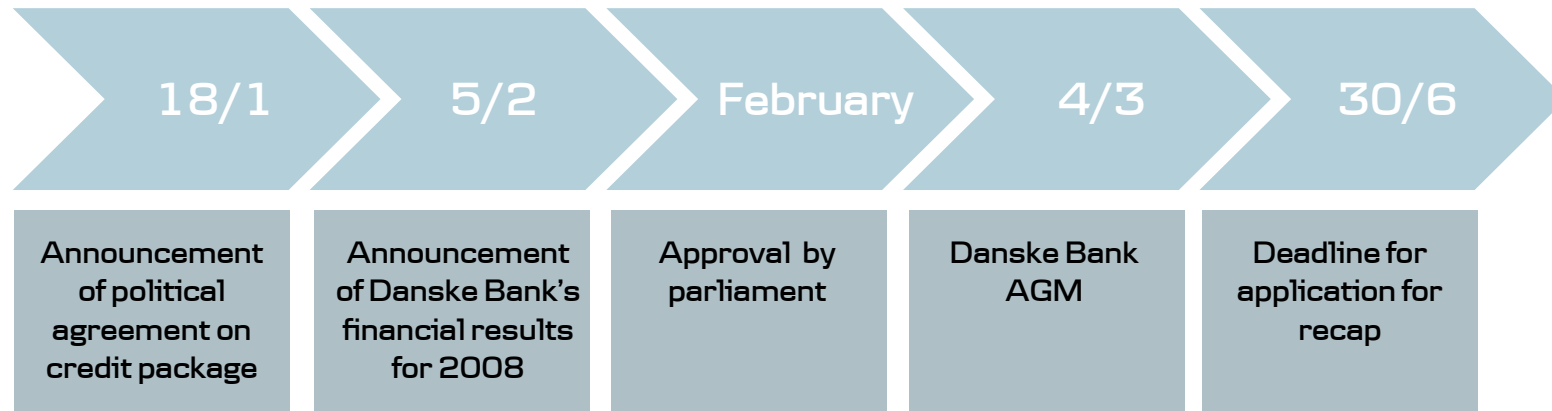 18/1
5/2
February
4/3
30/6
Announcement
of political
agreement on
credit package
Announcement
of Danske Bank's
financial results
for 2008
Approval by
parliament
Danske Bank
AGM
Deadline for
application for
recap